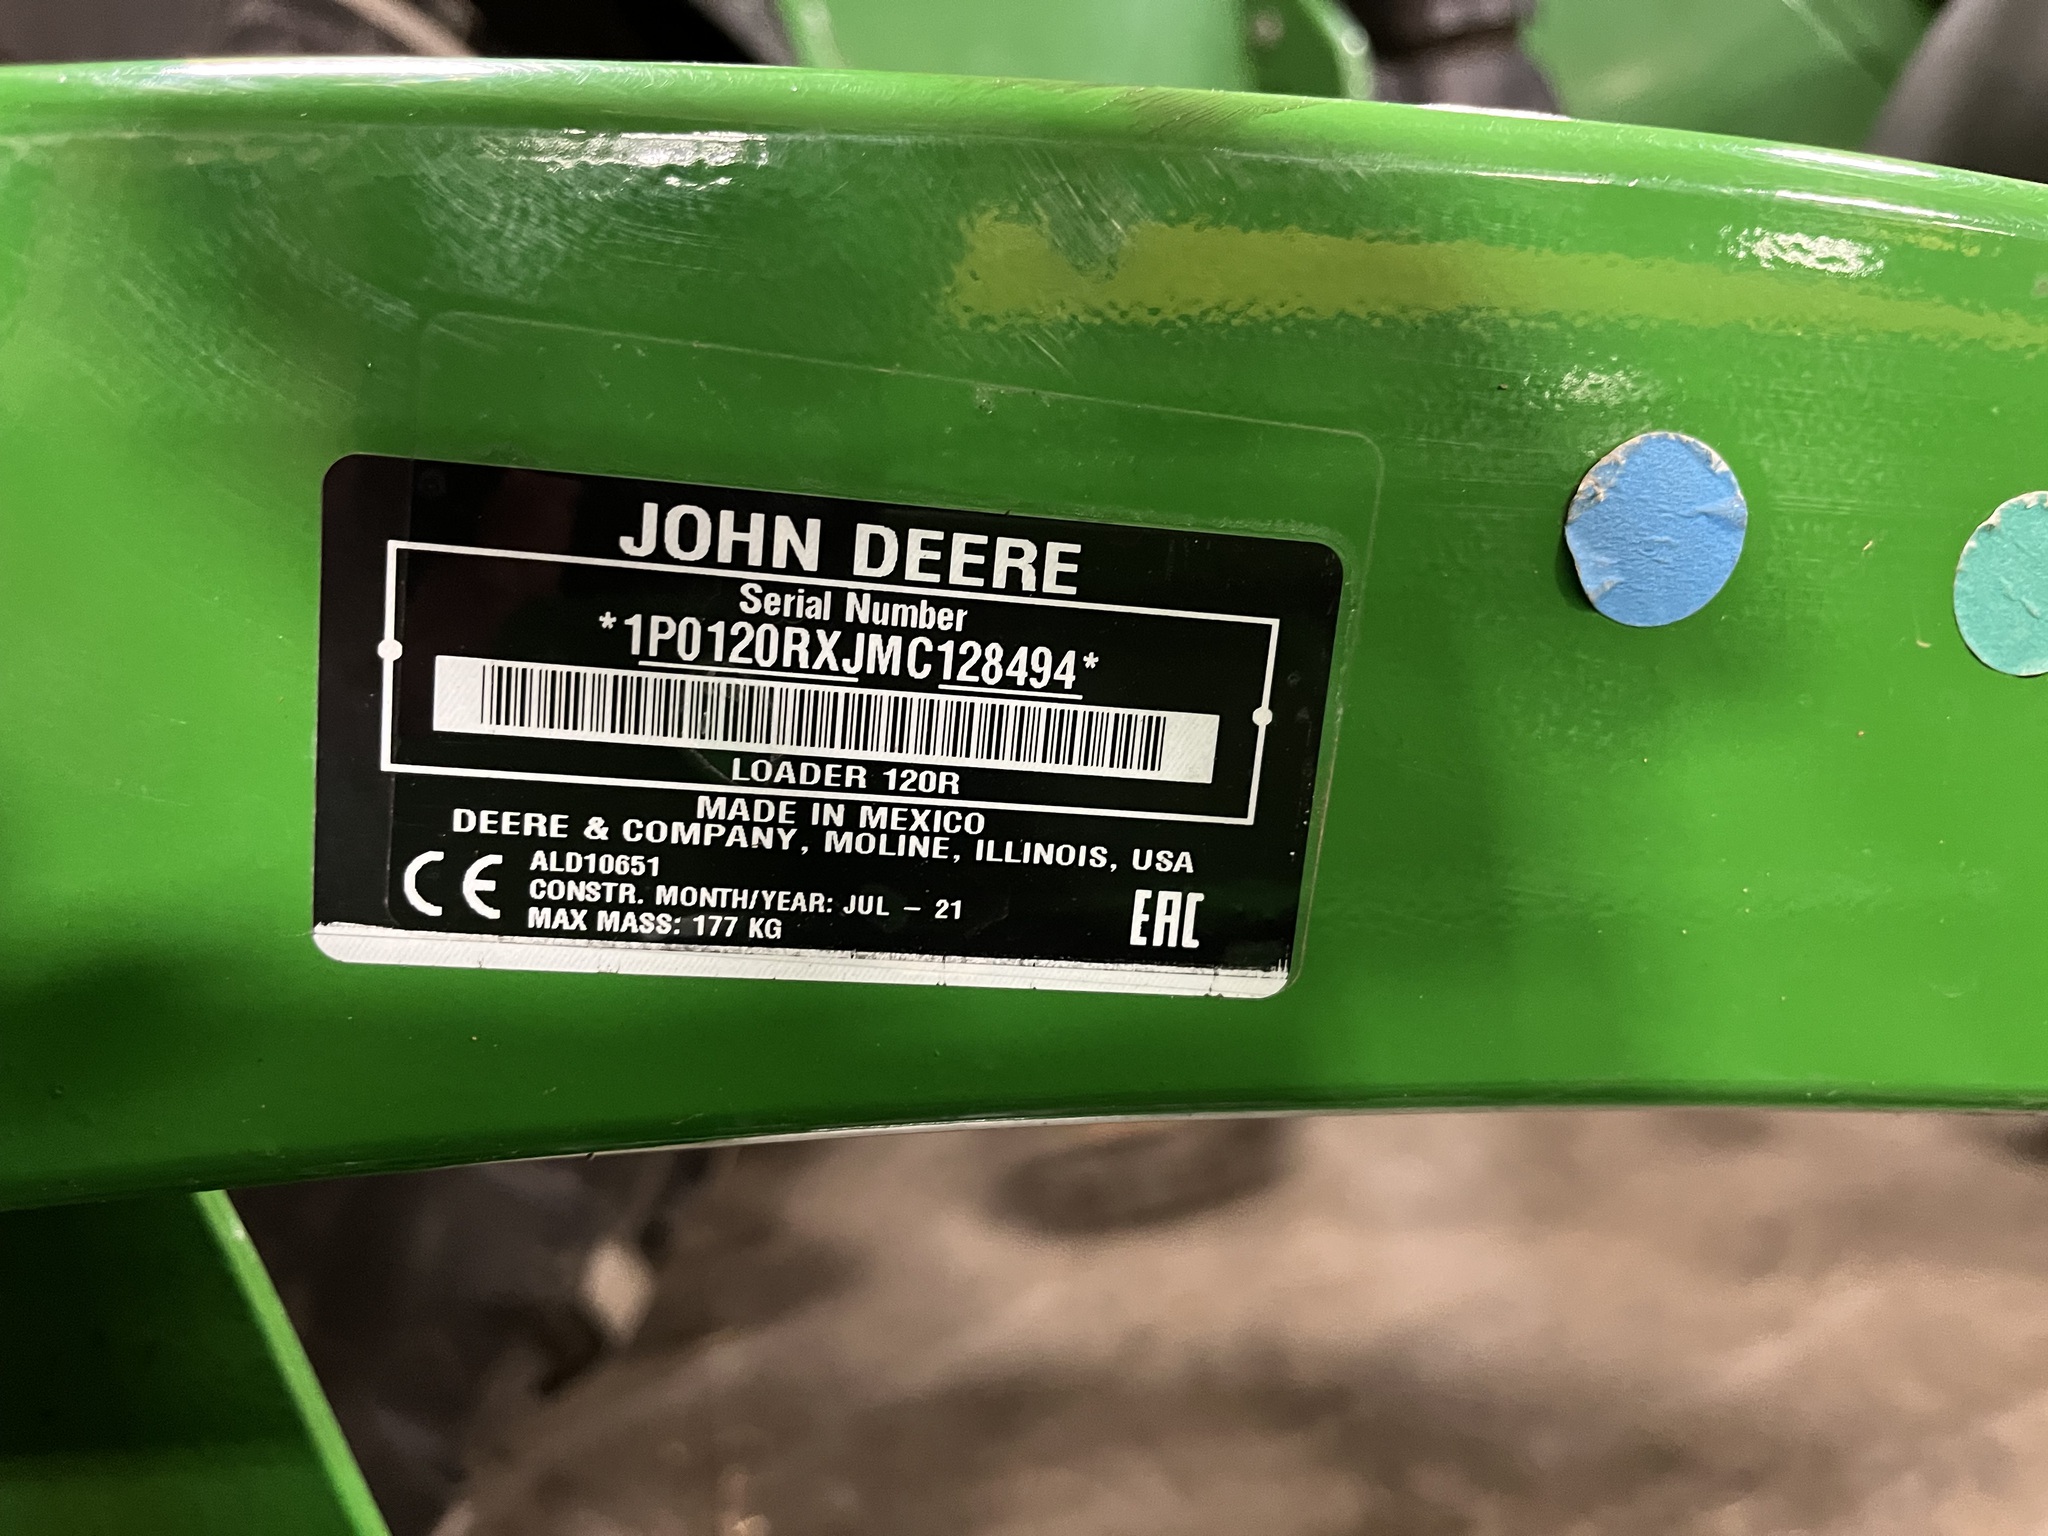 JOHN DEERE
Serial Number
*1P0120RXJMC128494*
LOADER 120R
MADE IN MEXICO
DEERE & COMPANY, MOLINE, ILLINOIS, USA
CE
ALD10651
CONSTR. MONTH/YEAR: JUL – 21
MAX MASS: 177 KG
EAC